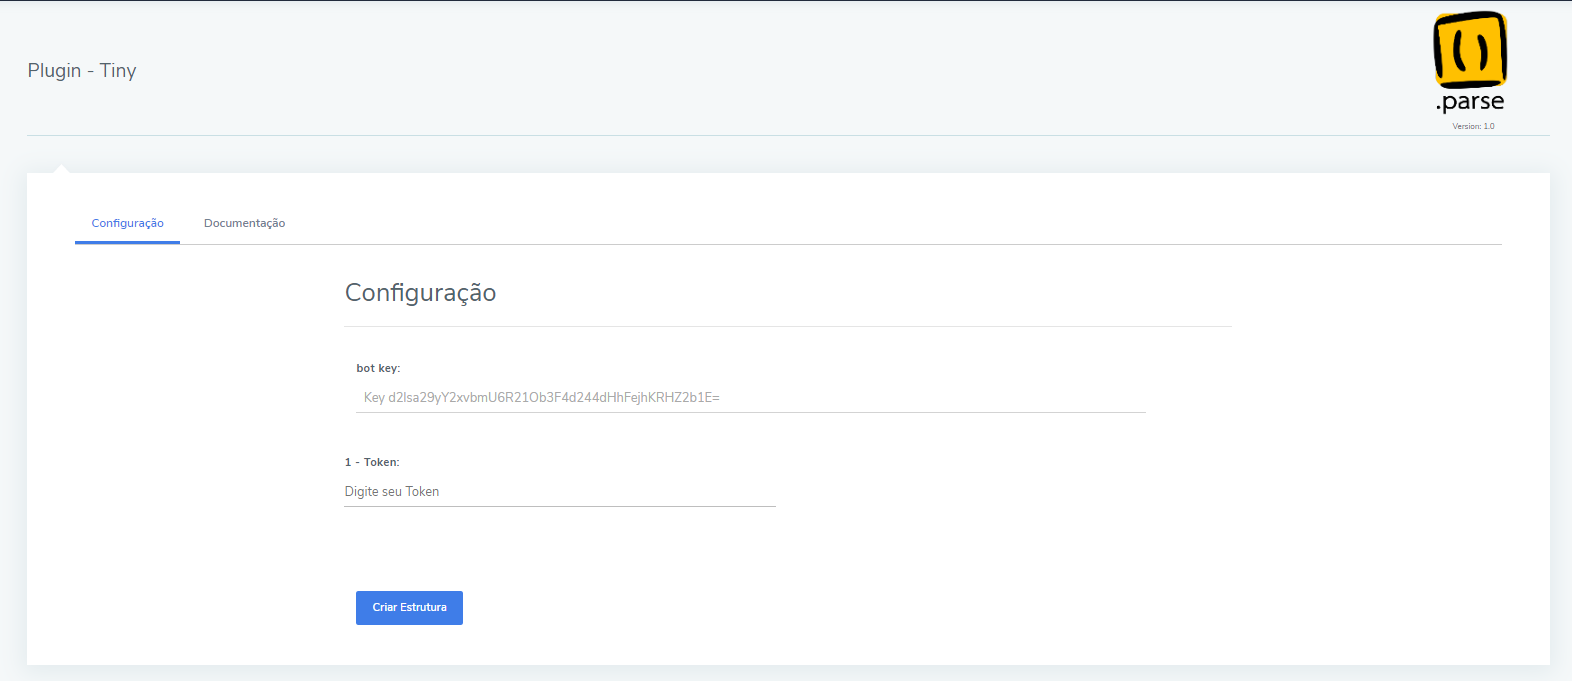 Plugin - Tiny
.parse
Version: 1.0
Configuração
Documentação
Configuração
bot key:
Key d2lsa29yY2xvbmU6R21Ob3F4d244dHhFejhKRHZ2b1E=
1 - Token:
Digite seu Token
Criar Estrutura